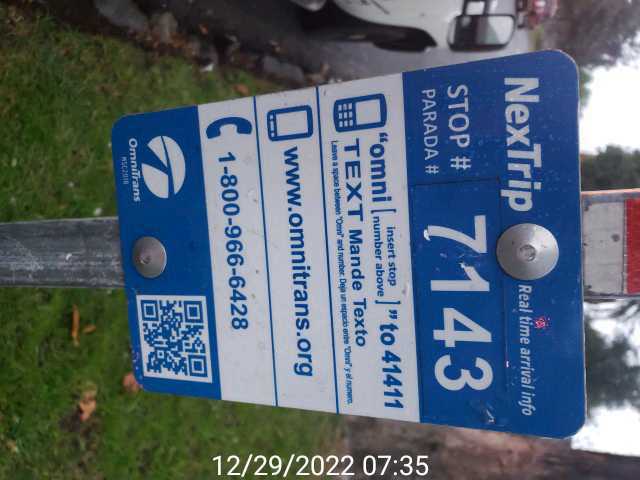 NexTrip Real time arrival info
STOP #
PARADA #
7143
"omni [insert stop number above]" to 41411
TEXT Mande Texto
Leave a space between "Omni" and number. Deja un espacio entre "Omni" y el numero.
www.omnitrans.org
1-800-966-6428
OmniTrans
12/29/2022 07:35